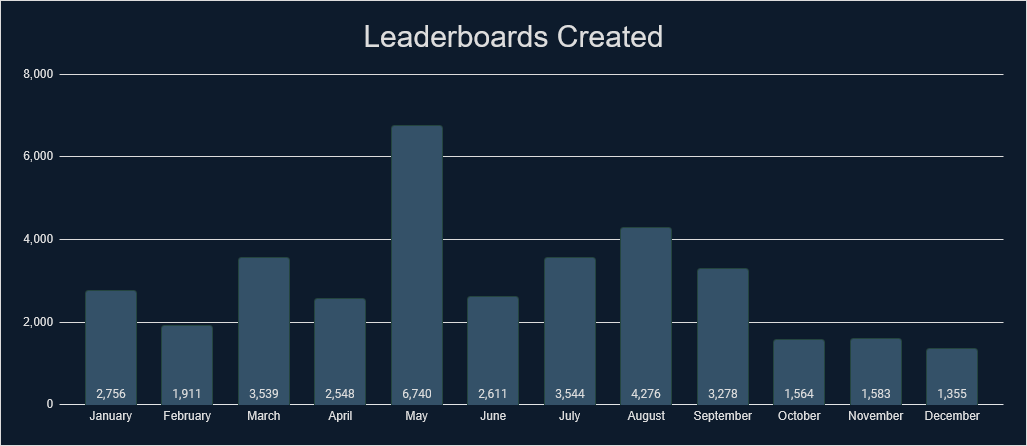 Leaderboards Created
8,000
6,000
4,000
2,000
0
2,756 1,911 3,539 2,548 6,740 2,611 3,544 4,276 3,278 1,564 1,583 1,355
January February March April May June July August September October November December